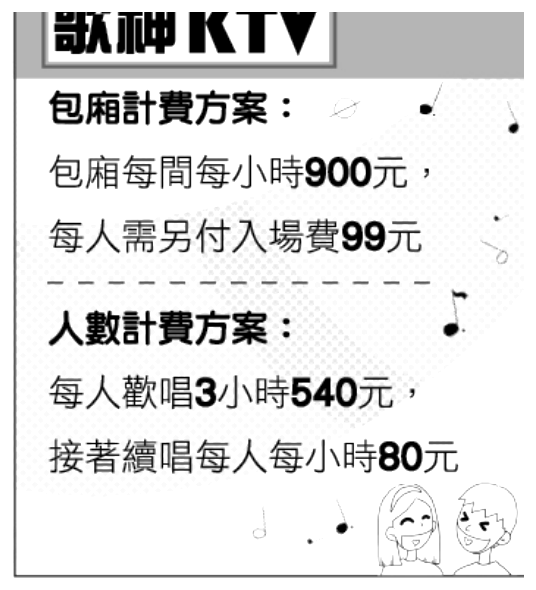 歌神KTV
包廂計費方案：
包廂每間每小時900元，
每人需另付入場費99元
人數計費方案：
每人歡唱3小時540元，
接著續唱每人每小時80元